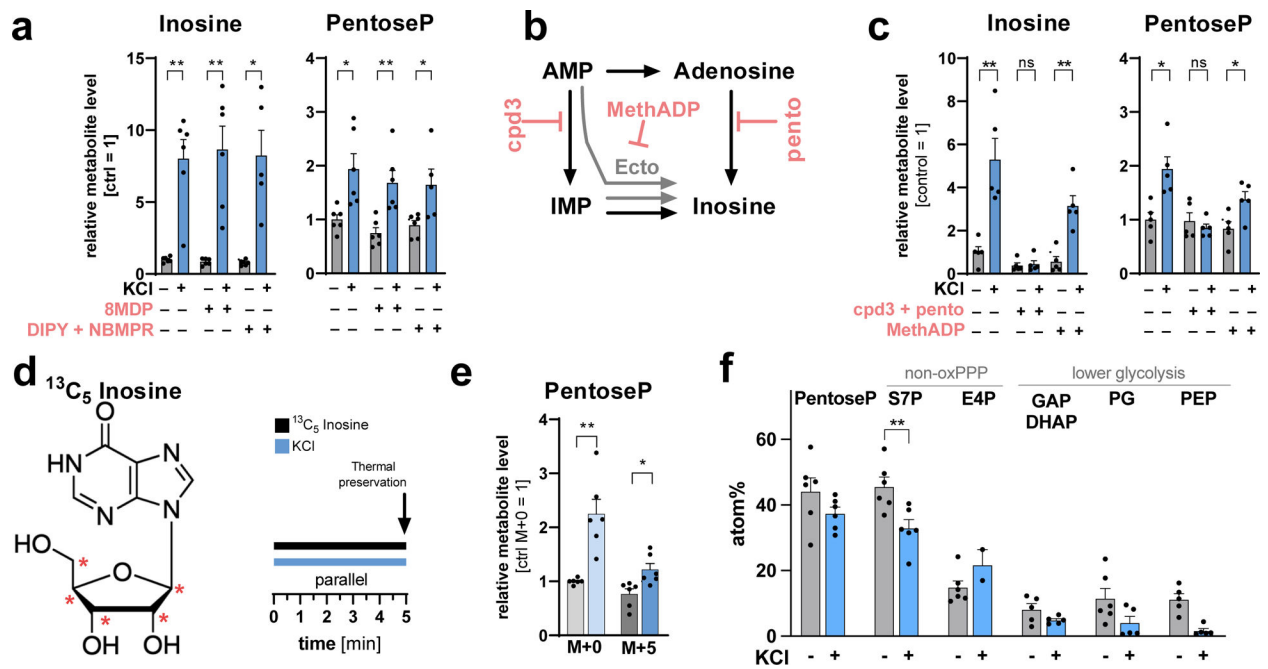 a
Inosine
PentoseP
relative metabolite level
[ctrl = 1]
15
10
5
0
** ** *
4
3
2
1
0
* ** *
KCl - + - + - + - + - + - +
8MDP - - + + - - - - + + - -
DIPY + NBMPR - - - - + + - - - - + +
b
AMP
Adenosine
cpd3
MethADP
pento
Ecto
IMP
Inosine
c
Inosine
PentoseP
relative metabolite level
[control = 1]
10
8
6
4
2
0
** ns **
4
3
2
1
0
* ns *
KCl - + - + - + - + - + - +
cpd3 + pento - - + + - - - - + + - -
MethADP - - - - + + - - - - + +
d
13C5 Inosine
O
HN
N
N
N
HO
O
OH
OH
* * * * *
13C5 Inosine
KCl
Thermal
preservation
parallel
0 1 2 3 4 5
time [min]
e
PentoseP
relative metabolite level
[ctrl M+0 = 1]
4
3
2
1
0
** *
M+0 M+5
f
non-oxPPP
lower glycolysis
PentoseP S7P E4P GAP PG PEP
DHAP
atom%
60
40
20
0
**
KCl - + - + - + - + - + - +